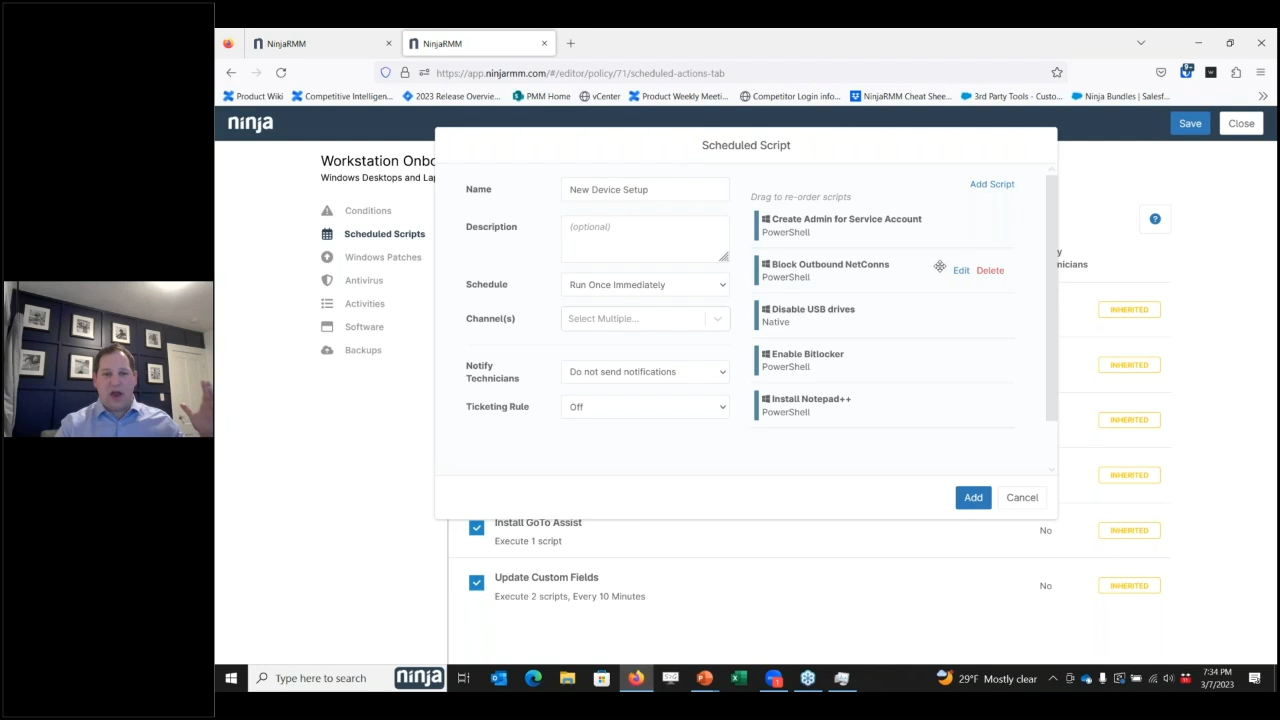 NinjaRMM
NinjaRMM
https://app.ninjarmm.com/#/editor/policy/71/scheduled-actions-tab
9+
Product Wiki
Competitive Intelligen...
2023 Release Overvie...
PMM Home
vCenter
Product Weekly Meeti...
Competitor Login info...
NinjaRMM Cheat Shee...
3rd Party Tools - Custo...
Ninja Bundles | Salesf...
ninja
Save
Close
Workstation Onbo
Windows Desktops and Lap
Conditions
Scheduled Scripts
Windows Patches
Antivirus
Activities
Software
Backups
Scheduled Script
Name
New Device Setup
Description
(optional)
Schedule
Run Once Immediately
Channel(s)
Select Multiple...
Notify
Technicians
Do not send notifications
Ticketing Rule
Off
Add Script
Drag to re-order scripts
Create Admin for Service Account
PowerShell
Block Outbound NetConns
PowerShell
Edit
Delete
Disable USB drives
Native
Enable Bitlocker
PowerShell
Install Notepad++
PowerShell
Add
Cancel
y
nicians
INHERITED
INHERITED
INHERITED
INHERITED
Install GoTo Assist
Execute 1 script
No
INHERITED
Update Custom Fields
Execute 2 scripts, Every 10 Minutes
No
INHERITED
Type here to search
ninja
29°F Mostly clear
7:34 PM
3/7/2023